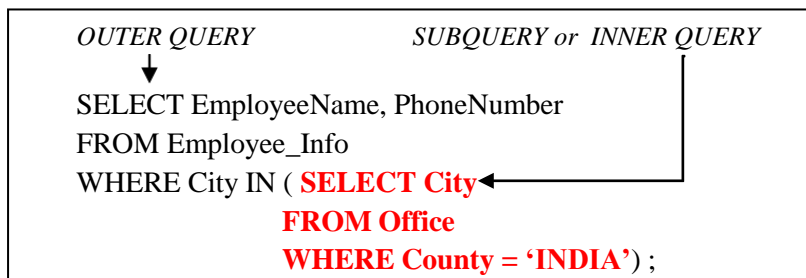 OUTER QUERY SUBQUERY or INNER QUERY
SELECT EmployeeName, PhoneNumber
FROM Employee_Info
WHERE City IN ( SELECT City
FROM Office
WHERE County = ‘INDIA’) ;